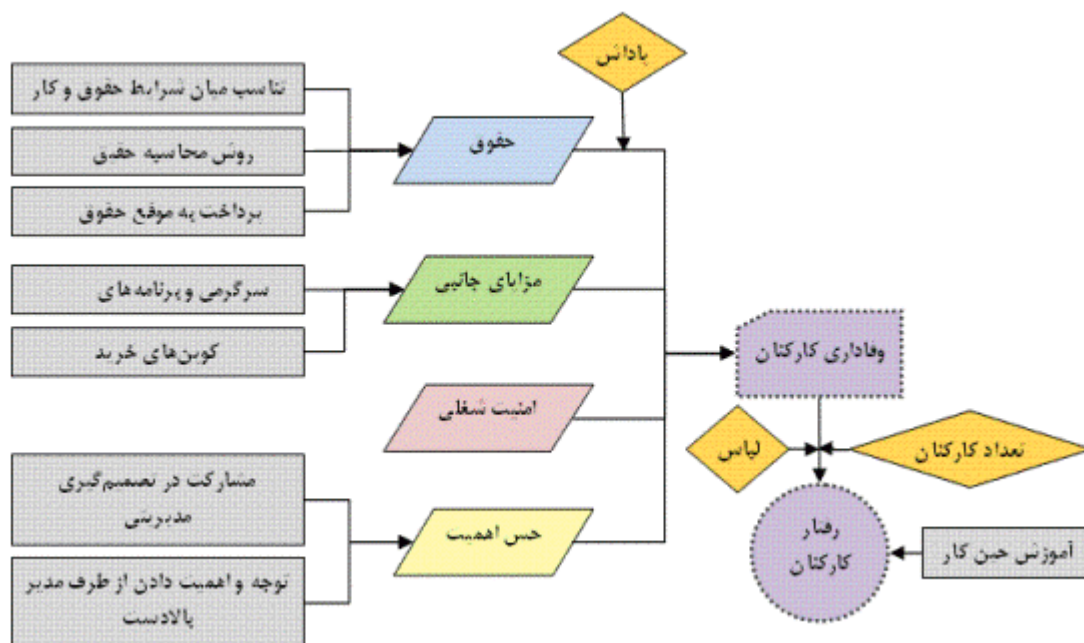 پاداش
تناسب میان شرایط حقوق و کار
حقوق
روش محاسبه حقوق
پرداخت به موقع حقوق
مزایای جانبی
سرگرمی و برنامه‌های
کوپن‌های خرید
وفاداری کارکنان
امنیت شغلی
تعداد کارکنان
لباس
مشارکت در تصمیم‌گیری
مدیریتی
حس اهمیت
رفتار
کارکنان
آموزش حین کار
توجه و اهمیت دادن از طرف مدیر
بالادست